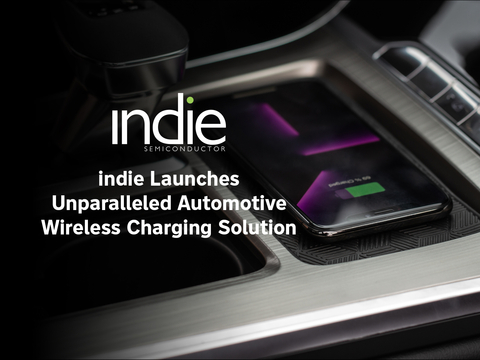 indie
SEMICONDUCTOR
indie Launches
Unparalleled Automotive
Wireless Charging Solution